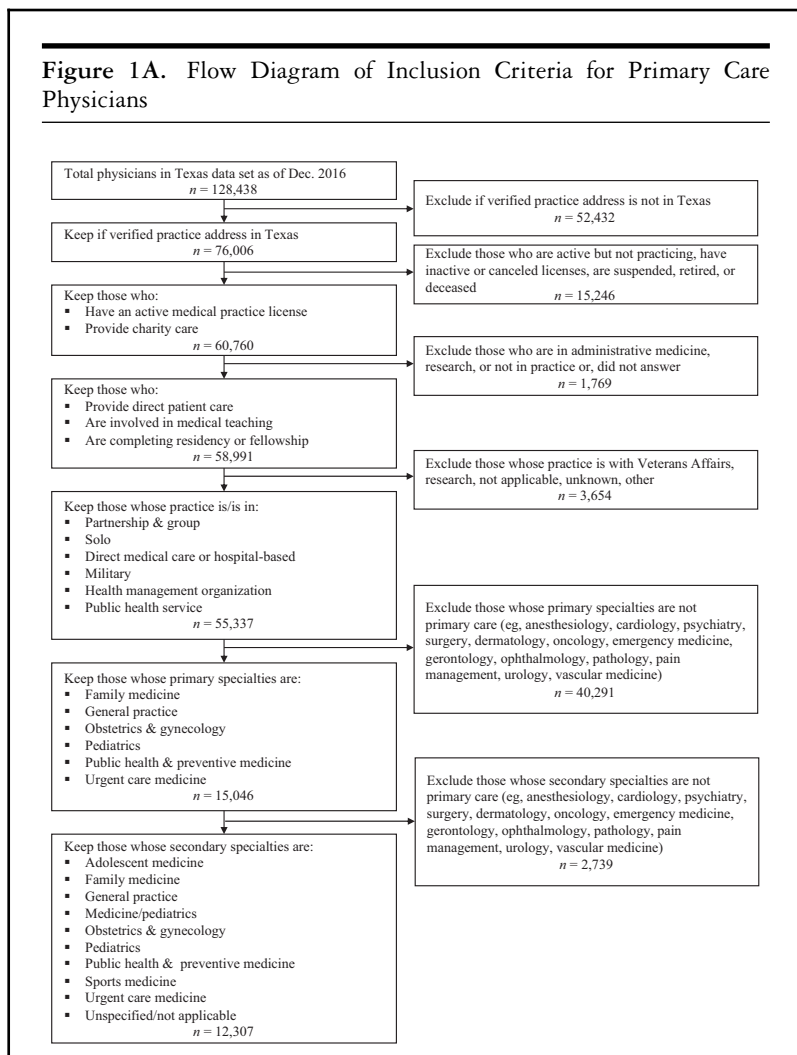 Figure 1A. Flow Diagram of Inclusion Criteria for Primary Care
Physicians
Total physicians in Texas data set as of Dec. 2016
n = 128,438
Exclude if verified practice address is not in Texas
n = 52,432
Keep if verified practice address in Texas
n = 76,006
Exclude those who are active but not practicing, have
inactive or canceled licenses, are suspended, retired, or
deceased
n = 15,246
Keep those who:
▪ Have an active medical practice license
▪ Provide charity care
n = 60,760
Exclude those who are in administrative medicine,
research, or not in practice or, did not answer
n = 1,769
Keep those who:
▪ Provide direct patient care
▪ Are involved in medical teaching
▪ Are completing residency or fellowship
n = 58,991
Exclude those whose practice is with Veterans Affairs,
research, not applicable, unknown, other
n = 3,654
Keep those whose practice is/is in:
▪ Partnership & group
▪ Solo
▪ Direct medical care or hospital-based
▪ Military
▪ Health management organization
▪ Public health service
n = 55,337
Exclude those whose primary specialties are not
primary care (eg, anesthesiology, cardiology, psychiatry,
surgery, dermatology, oncology, emergency medicine,
gerontology, ophthalmology, pathology, pain
management, urology, vascular medicine)
n = 40,291
Keep those whose primary specialties are:
▪ Family medicine
▪ General practice
▪ Obstetrics & gynecology
▪ Pediatrics
▪ Public health & preventive medicine
▪ Urgent care medicine
n = 15,046
Exclude those whose secondary specialties are not
primary care (eg, anesthesiology, cardiology, psychiatry,
surgery, dermatology, oncology, emergency medicine,
gerontology, ophthalmology, pathology, pain
management, urology, vascular medicine)
n = 2,739
Keep those whose secondary specialties are:
▪ Adolescent medicine
▪ Family medicine
▪ General practice
▪ Medicine/pediatrics
▪ Obstetrics & gynecology
▪ Pediatrics
▪ Public health & preventive medicine
▪ Sports medicine
▪ Urgent care medicine
▪ Unspecified/not applicable
n = 12,307